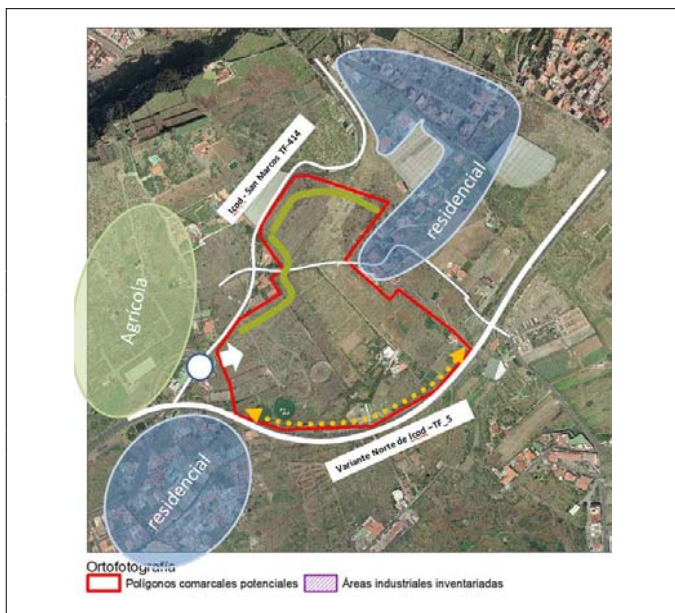 Icod - San Marcos TF-414
residencial
Agrícola
Variante Norte de Icod –TF_5
residencial
Ortofotografía
Polígonos comarcales potenciales
Áreas industriales inventariadas